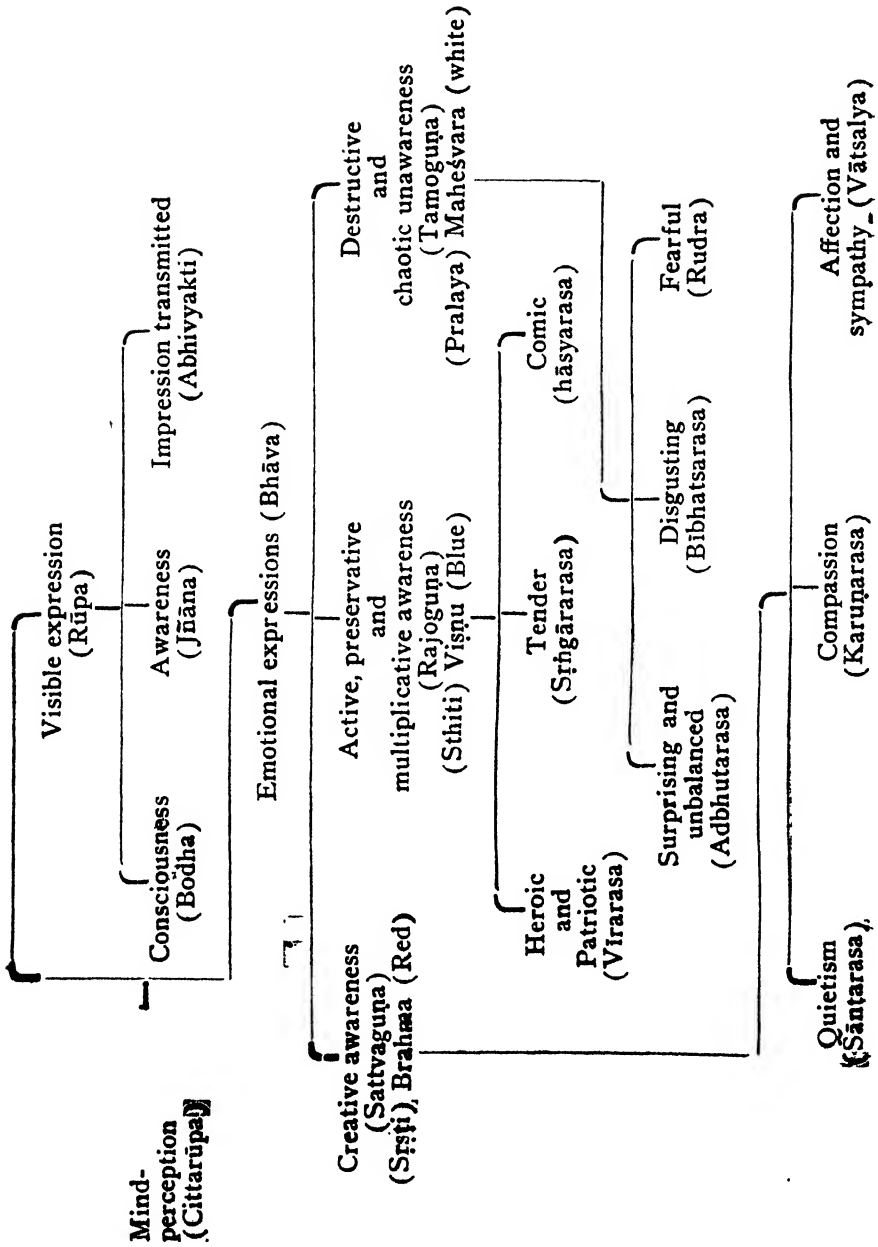 Mind-
perception
(Cittarūpa)
Visible expression
(Rūpa)
Consciousness
(Bodha)
Awareness
(Jñāna)
Impression transmitted
(Abhivyakti)
Emotional expressions (Bhāva)
Creative awareness
(Sattvaguṇa)
(Sṛṣṭi), Brahma (Red)
Active, preservative
and
multiplicative awareness
(Rajoguṇa)
(Sthiti) Viṣṇu (Blue)
Destructive
and
chaotic unawareness
(Tamoguṇa)
(Pralaya) Maheśvara (white)
Heroic
and
Patriotic
(Vīrarasa)
Tender
(Sṛṅgārarasa)
Comic
(hāsyarasa)
Surprising and
unbalanced
(Adbhutarasa)
Disgusting
(Bibhatsarasa)
Fearful
(Rudra)
Quietism
(Śāntarasa),
Compassion
(Karuṇarasa)
Affection and
sympathy (Vātsalya)